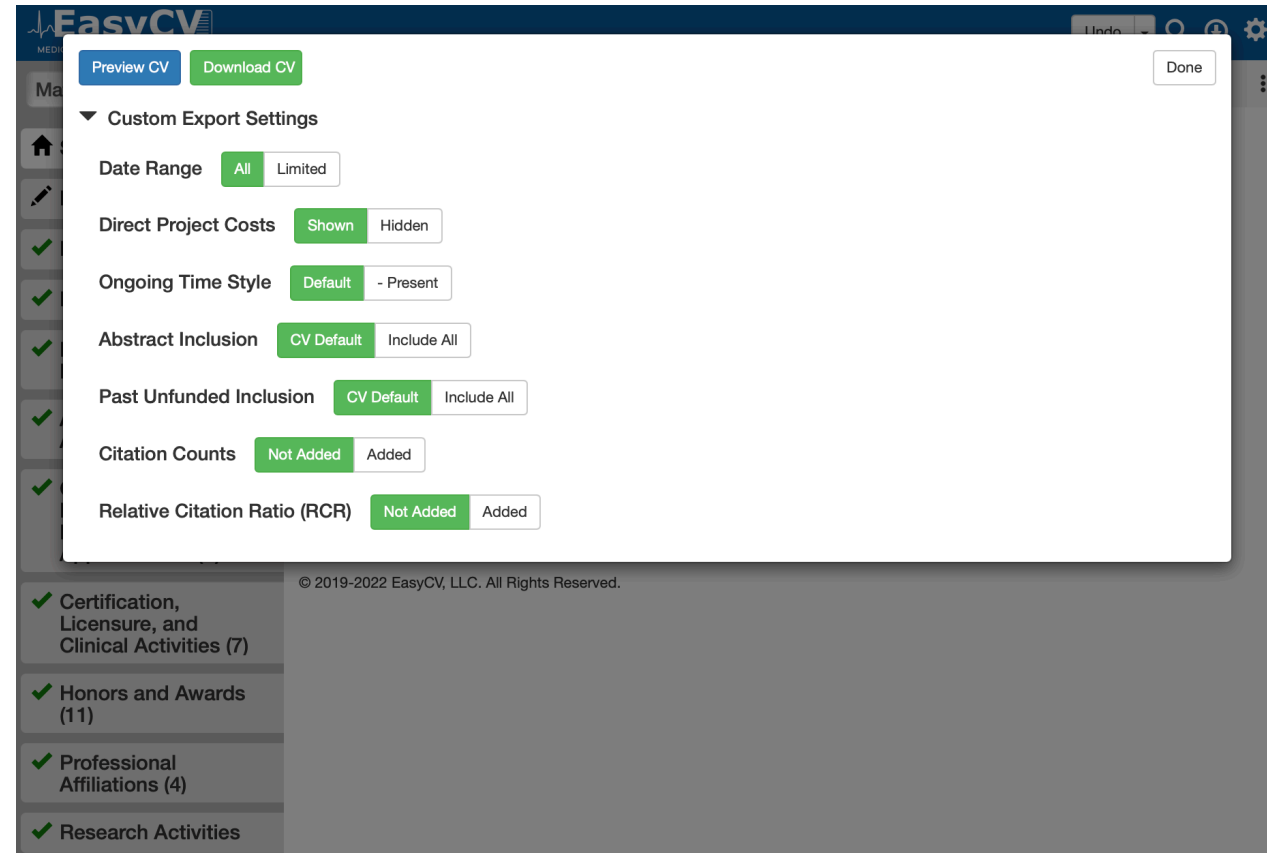 EasyCV
MEDI
Undo
Preview CV
Download CV
Done
Ma
Custom Export Settings
Date Range
All
Limited
Direct Project Costs
Shown
Hidden
Ongoing Time Style
Default
- Present
Abstract Inclusion
CV Default
Include All
Past Unfunded Inclusion
CV Default
Include All
Citation Counts
Not Added
Added
Relative Citation Ratio (RCR)
Not Added
Added
© 2019-2022 EasyCV, LLC. All Rights Reserved.
Certification,
Licensure, and
Clinical Activities (7)
Honors and Awards
(11)
Professional
Affiliations (4)
Research Activities